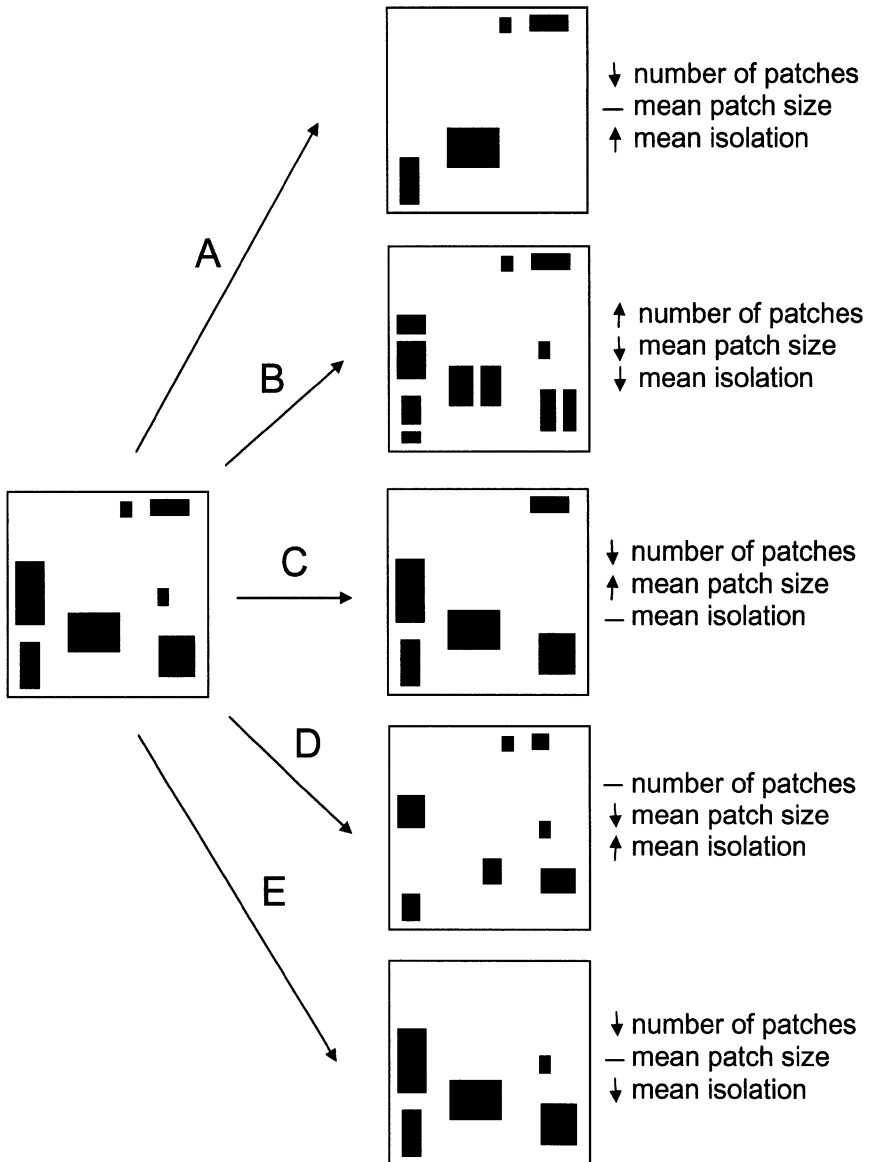 ↓ number of patches
– mean patch size
↑ mean isolation
A
↑ number of patches
↓ mean patch size
↓ mean isolation
B
C
↓ number of patches
↑ mean patch size
– mean isolation
D
– number of patches
↓ mean patch size
↑ mean isolation
E
↓ number of patches
– mean patch size
↓ mean isolation